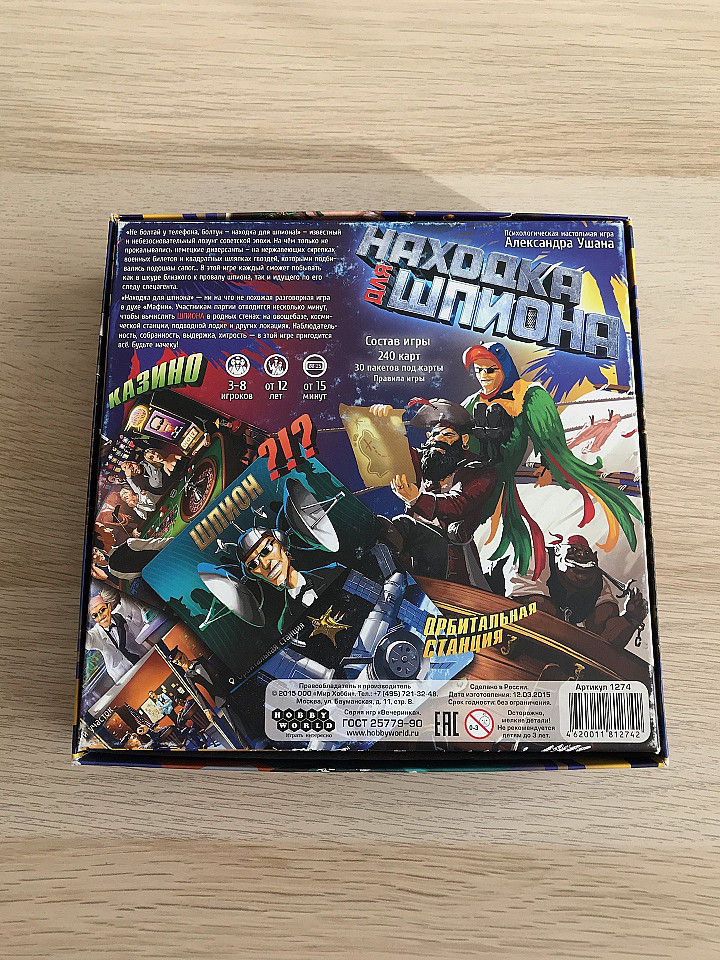 «Не болтай у телефона, болтун – находка для шпиона!» – известный
и небезосновательный лозунг советской эпохи. На чём только не
прокалывались немецкие диверсанты – на нержавеющих скрепках
военных билетов и квадратных шляпках гвоздей, которыми подби-
вались подошвы сапог... В этой игре каждый сможет побывать
как в шкуре близкого к провалу шпиона, так и идущего по его
следу спецагента.
«Находка для шпиона» – ни на что не похожая разговорная игра
в духе «Мафии». Участникам партии отводится несколько минут,
чтобы вычислить ШПИОНА в родных стенах: на овощебазе, косми-
ческой станции, подводной лодке и других локациях. Наблюдатель-
ность, собранность, выдержка, хитрость – в этой игре пригодится
всё. Будьте начеку!
Психологическая настольная игра
Александра Ушана
НАХОДКА
ДЛЯ
ШПИОНА
Состав игры
240 карт
30 пакетов под карты
Правила игры
3–8
игроков
от 12
лет
от 15
минут
КАЗИНО
?!?
ШПИОН
ОРБИТАЛЬНАЯ СТАНЦИЯ
ОРБИТАЛЬНАЯ
СТАНЦИЯ
Правообладатель и производитель
© 2015 ООО «Мир Хобби». Тел.: +7 (495) 721-32-48.
Москва, ул. Бауманская, д. 11, стр. 8.
HOBBY
WORLD
Играть интересно
Серия игр «Вечеринка»
ГОСТ 25779-90
www.hobbyworld.ru
Сделано в России.
Дата изготовления: 12.03.2015
Срок годности: без ограничения.
EAC
0-3
Осторожно,
мелкие детали!
Не рекомендуется
детям до 3 лет.
Артикул 1274
4620011 812742